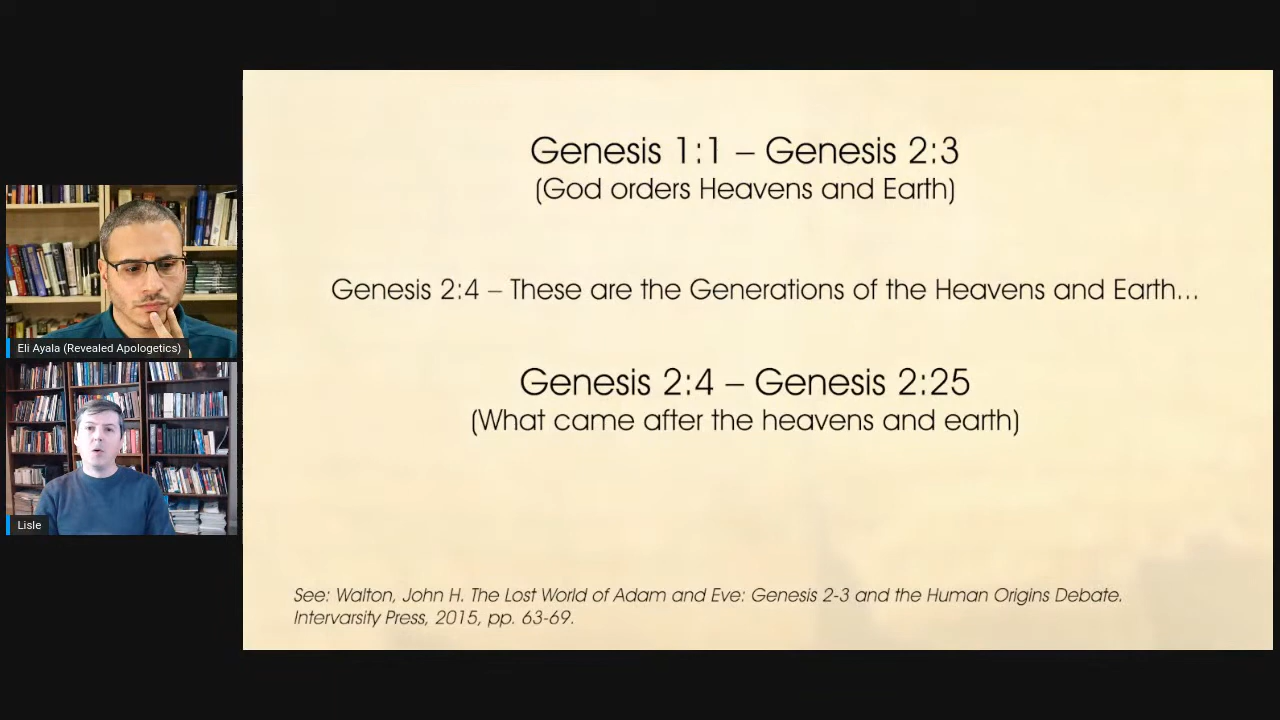 Genesis 1:1 – Genesis 2:3
(God orders Heavens and Earth)
Genesis 2:4 – These are the Generations of the Heavens and Earth...
Genesis 2:4 – Genesis 2:25
(What came after the heavens and earth)
See: Walton, John H. The Lost World of Adam and Eve: Genesis 2-3 and the Human Origins Debate.
Intervarsity Press, 2015, pp. 63-69.
Eli Ayala (Revealed Apologetics)
Lisle